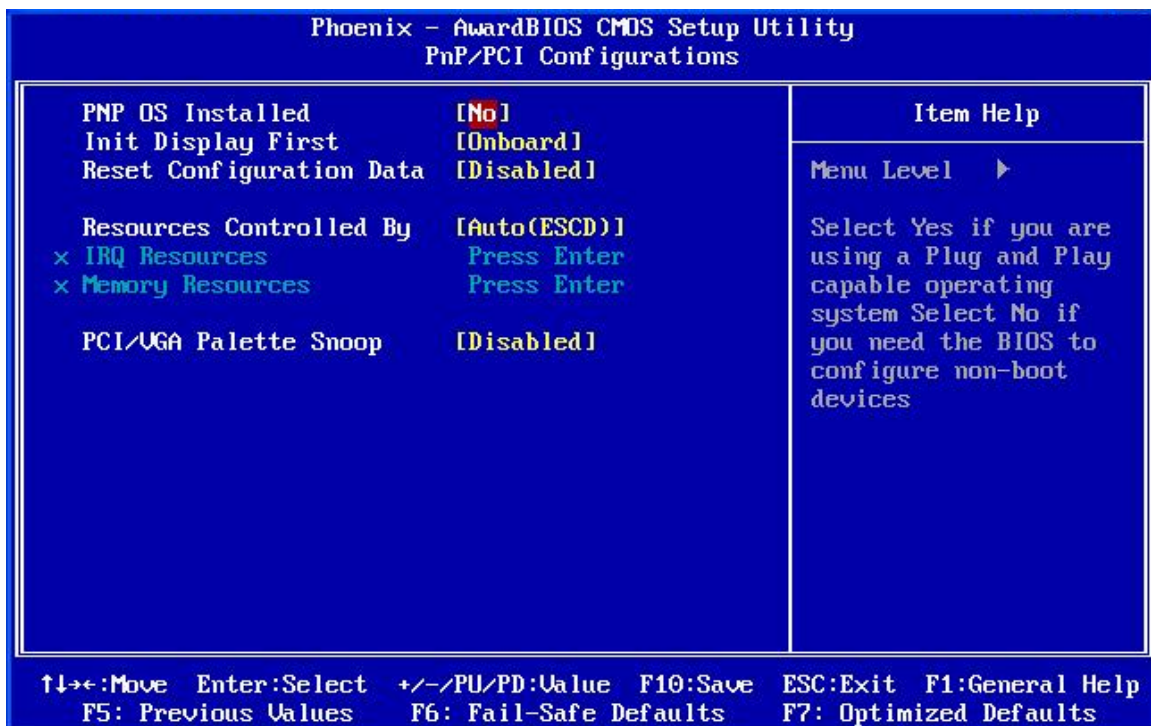 Phoenix - AwardBIOS CMOS Setup Utility
PnP/PCI Configurations
PNP OS Installed [No]
Init Display First [Onboard]
Reset Configuration Data [Disabled]
Resources Controlled By [Auto(ESCD)]
x IRQ Resources Press Enter
x Memory Resources Press Enter
PCI/VGA Palette Snoop [Disabled]
Item Help
Menu Level ▶
Select Yes if you are
using a Plug and Play
capable operating
system Select No if
you need the BIOS to
configure non-boot
devices
↑↓→←:Move Enter:Select +/-/PU/PD:Value F10:Save ESC:Exit F1:General Help
F5: Previous Values F6: Fail-Safe Defaults F7: Optimized Defaults